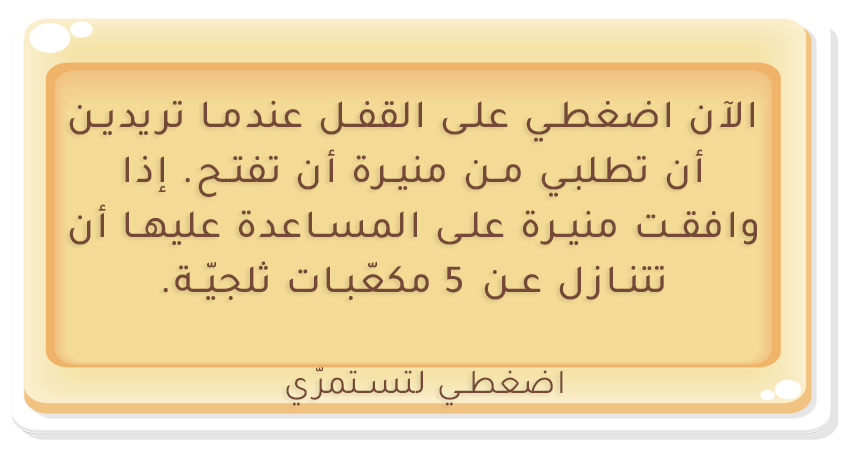 الآن اضغطي على القفل عندما تريدين
أن تطلبي من منيرة أن تفتح. إذا
وافقت منيرة على المساعدة عليها أن
تتنازل عن 5 مكعّبات ثلجيّة.
اضغطي لتستمرّي